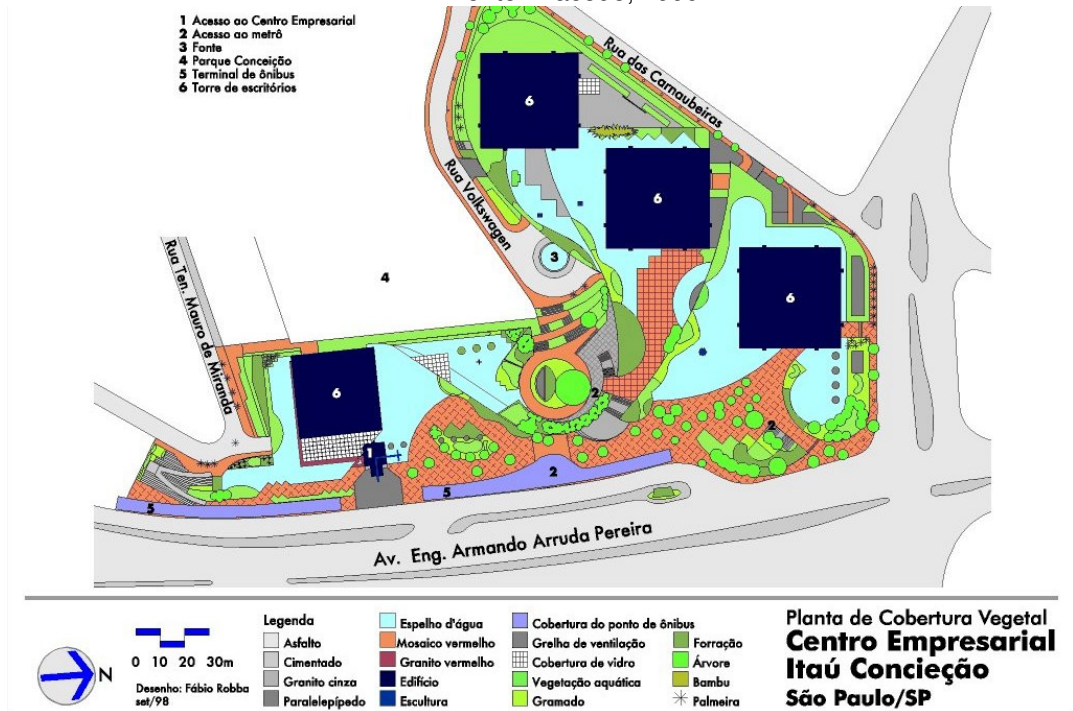 1 Acesso ao Centro Empresarial
2 Acesso ao metrô
3 Fonte
4 Parque Conceição
5 Terminal de ônibus
6 Torre de escritórios
Rua das Carnaubeiras
6
6
Rua Volkswagen
3
4
6
Rua Ten. Mauro de Miranda
6
2
2
1
2
5
5
Av. Eng. Armando Arruda Pereira
N
0 10 20 30m
Desenho: Fábio Robba
set/98
Legenda
Asfalto
Cimentado
Granito cinza
Paralelepípedo
Espelho d'água
Mosaico vermelho
Granito vermelho
Edifício
Escultura
Cobertura do ponto de ônibus
Grelha de ventilação
Cobertura de vidro
Vegetação aquática
Gramado
Forração
Árvore
Bambu
Palmeira
Planta de Cobertura Vegetal
Centro Empresarial
Itaú Concieção
São Paulo/SP